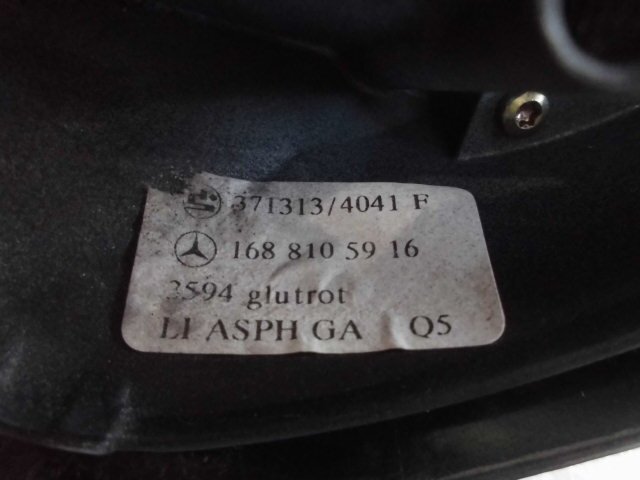 371313/4041 F
168 810 59 16
3594 glutrot
LI ASPH GA Q5